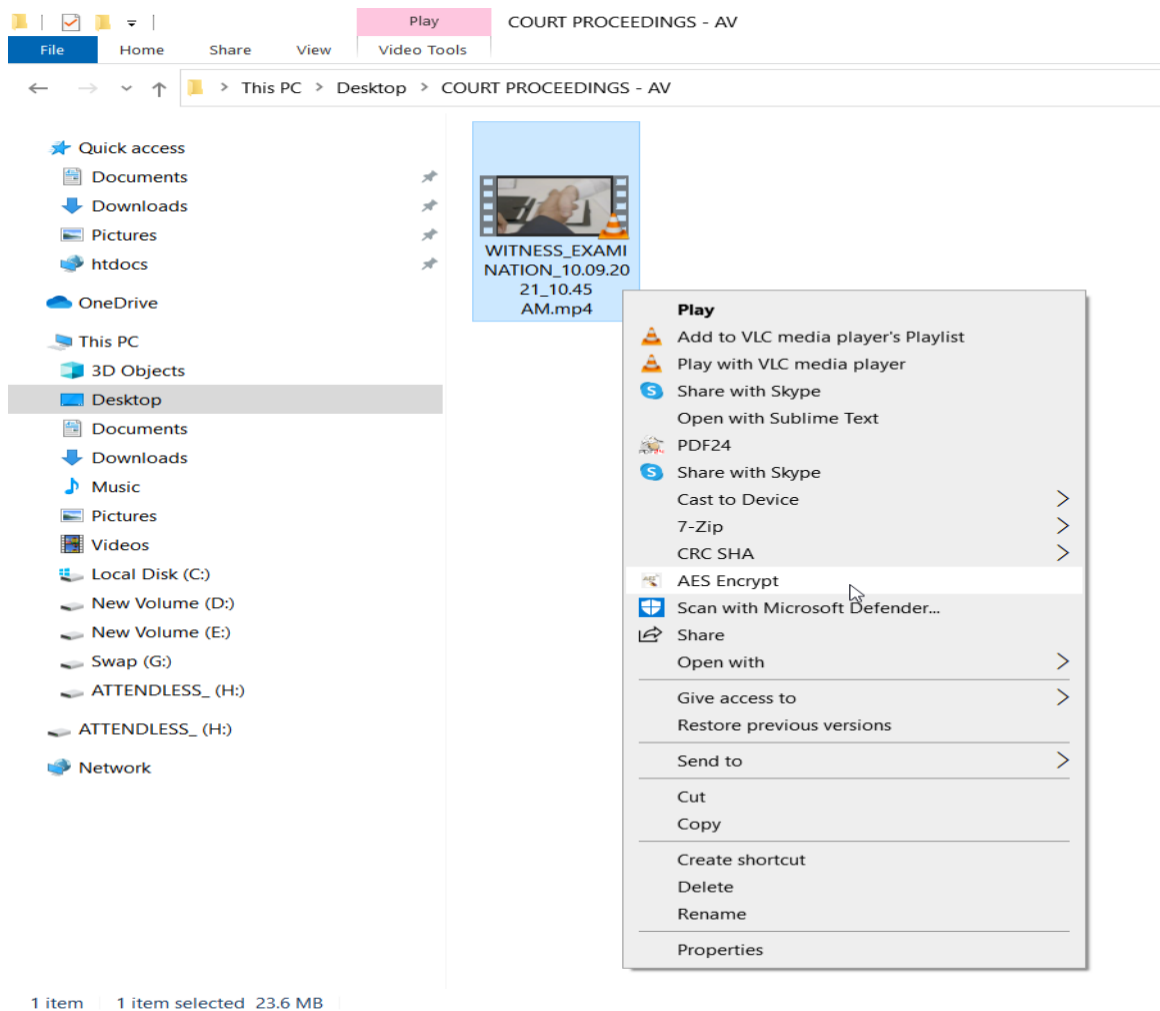 Play
COURT PROCEEDINGS - AV
File
Home
Share
View
Video Tools
This PC > Desktop > COURT PROCEEDINGS - AV
Quick access
Documents
Downloads
Pictures
htdocs
OneDrive
This PC
3D Objects
Desktop
Documents
Downloads
Music
Pictures
Videos
Local Disk (C:)
New Volume (D:)
New Volume (E:)
Swap (G:)
ATTENDLESS_ (H:)
ATTENDLESS_ (H:)
Network
WITNESS_EXAMI
NATION_10.09.20
21_10.45
AM.mp4
Play
Add to VLC media player's Playlist
Play with VLC media player
Share with Skype
Open with Sublime Text
PDF24
Share with Skype
Cast to Device
7-Zip
CRC SHA
AES Encrypt
Scan with Microsoft Defender...
Share
Open with
Give access to
Restore previous versions
Send to
Cut
Copy
Create shortcut
Delete
Rename
Properties
1 item
1 item selected 23.6 MB